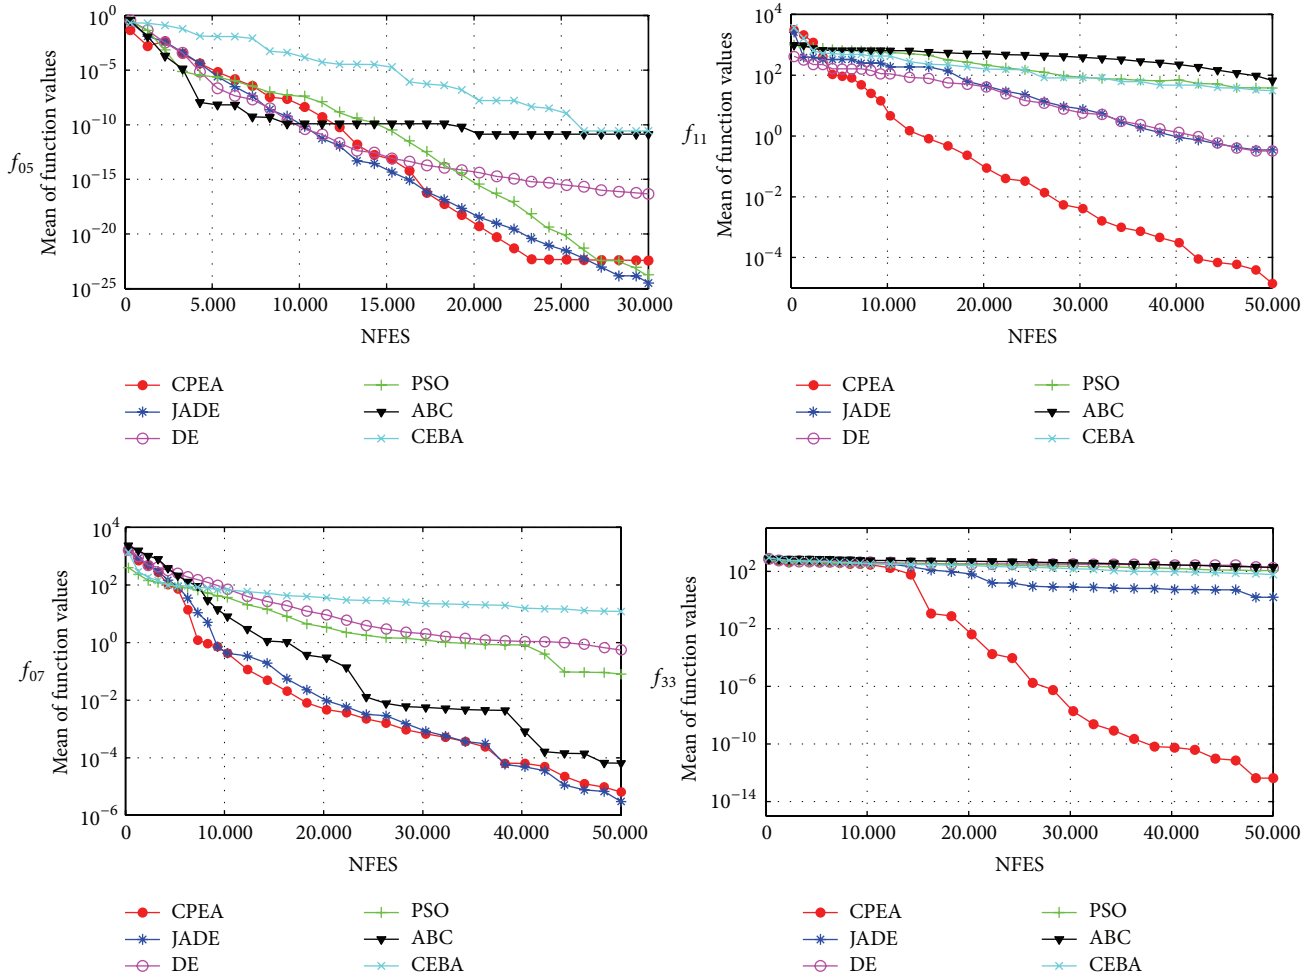 10^0
10^−5
10^−10
10^−15
10^−20
10^−25
f05
Mean of function values
0 5.000 10.000 15.000 20.000 25.000 30.000
NFES
CPEA
JADE
DE
PSO
ABC
CEBA
10^4
10^2
10^0
10^−2
10^−4
f11
Mean of function values
0 10.000 20.000 30.000 40.000 50.000
NFES
CPEA
JADE
DE
PSO
ABC
CEBA
10^4
10^2
10^0
10^−2
10^−4
10^−6
f07
Mean of function values
0 10.000 20.000 30.000 40.000 50.000
NFES
CPEA
JADE
DE
PSO
ABC
CEBA
10^2
10^−2
10^−6
10^−10
10^−14
f33
Mean of function values
0 10.000 20.000 30.000 40.000 50.000
NFES
CPEA
JADE
DE
PSO
ABC
CEBA